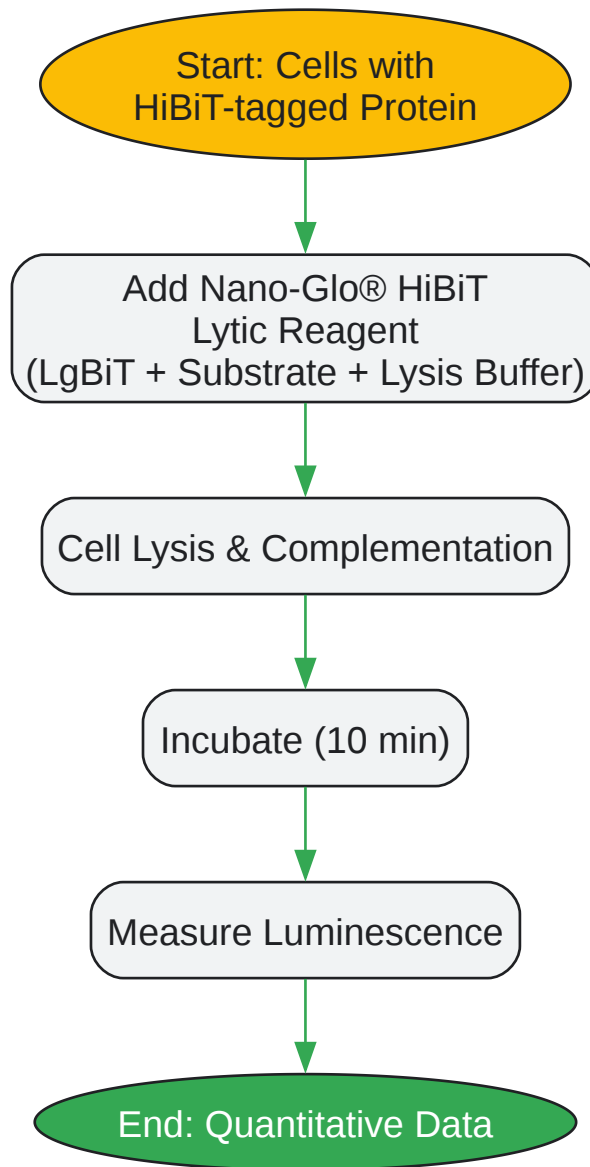 Start: Cells with
HiBiT-tagged Protein
Add Nano-Glo® HiBiT
Lytic Reagent
(LgBiT + Substrate + Lysis Buffer)
Cell Lysis & Complementation
Incubate (10 min)
Measure Luminescence
End: Quantitative Data